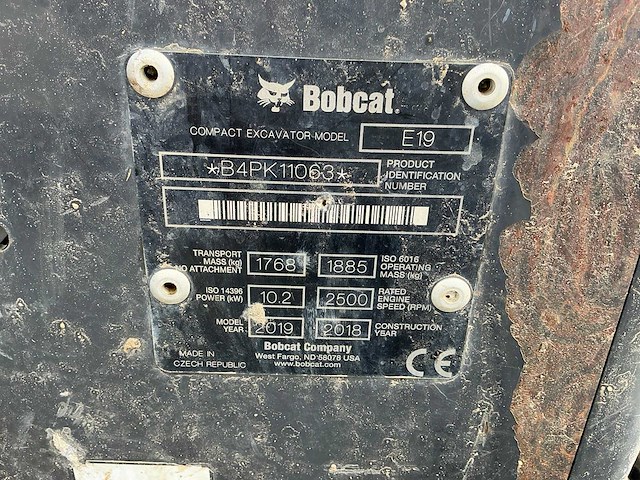 Bobcat.
COMPACT EXCAVATOR-MODEL E19
*B4PK11063* PRODUCT
IDENTIFICATION
NUMBER
TRANSPORT
MASS (kg)
NO ATTACHMENT 1768
1885 ISO 6016
OPERATING
MASS (kg)
ISO 14396
POWER (kW) 10.2
2500 RATED
ENGINE
SPEED (RPM)
MODEL
YEAR 2019
2018 CONSTRUCTION
YEAR
Bobcat Company
West Fargo, ND 58078 USA
www.bobcat.com
MADE IN
CZECH REPUBLIC
CE